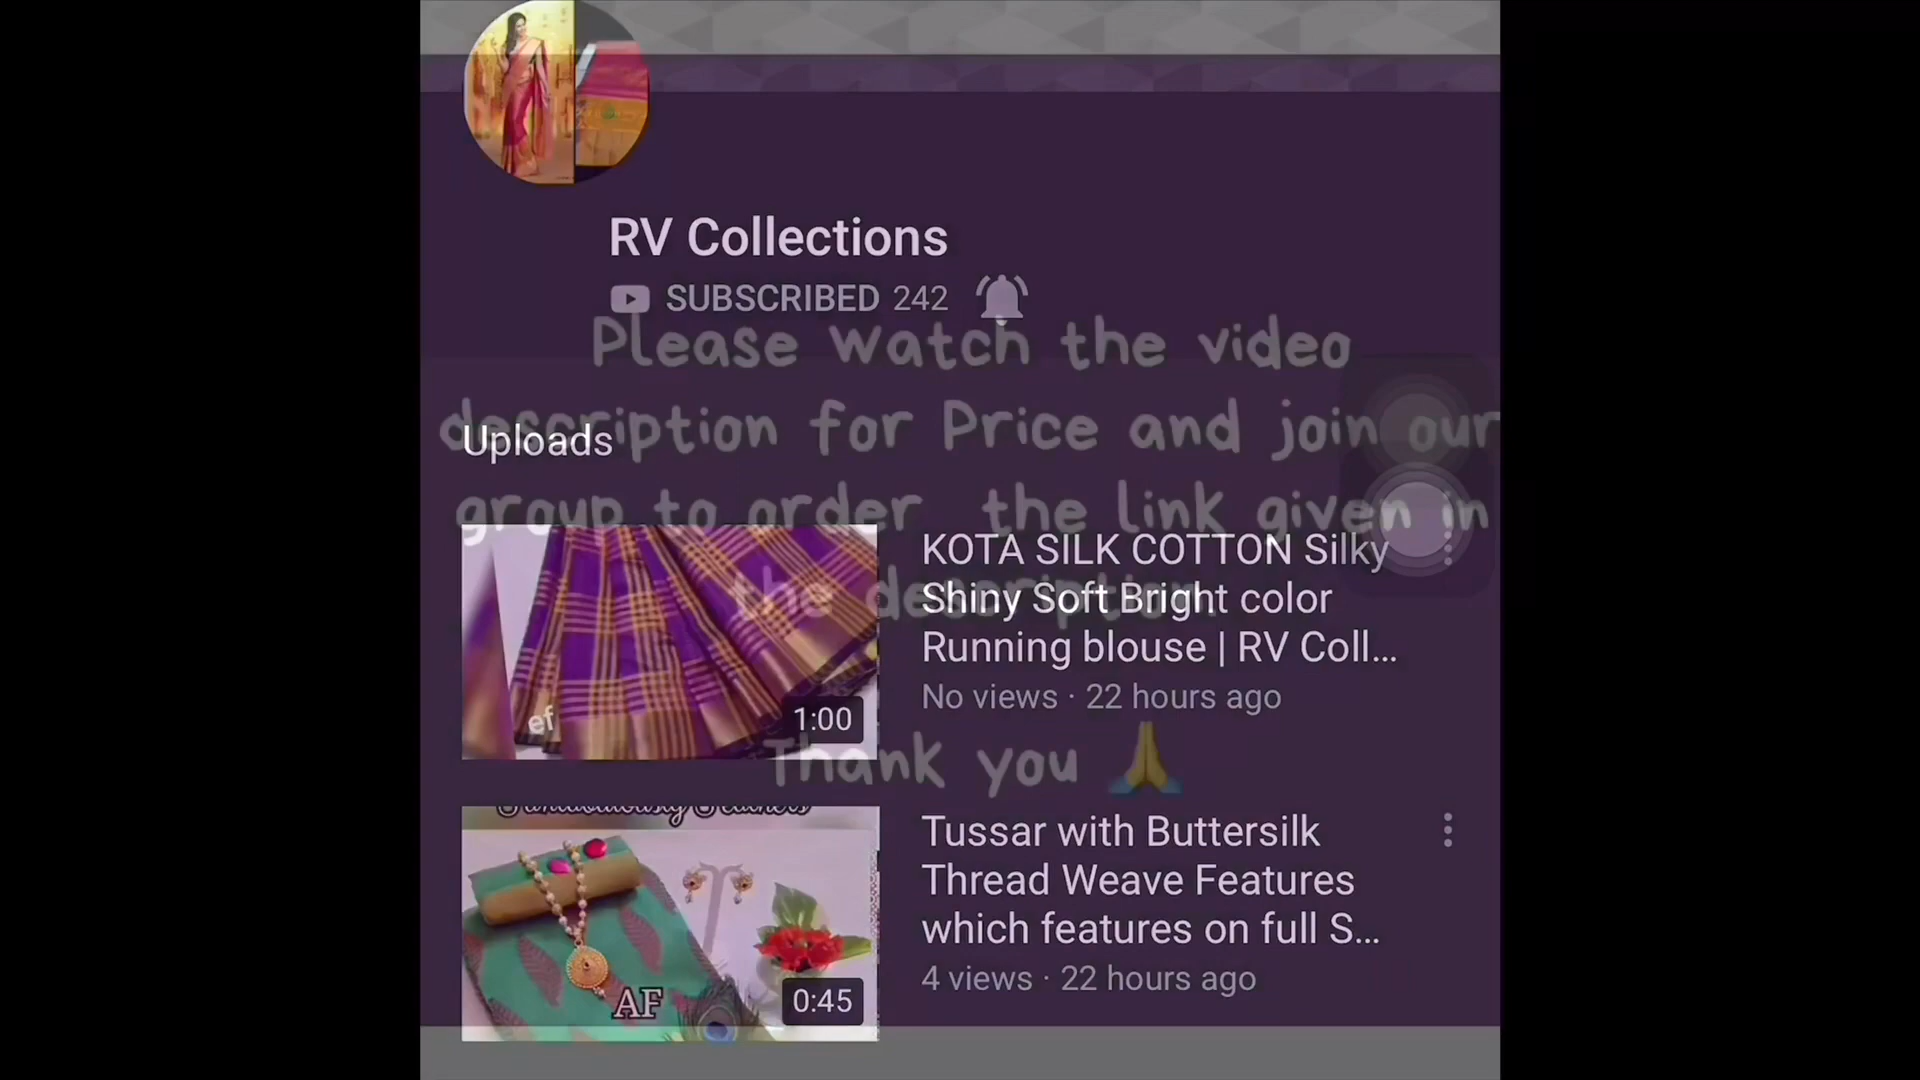 RV Collections
SUBSCRIBED 242
Please watch the video
description for Price and join our
Uploads
group to order the link given in
the description.
KOTA SILK COTTON Silky
Shiny Soft Bright color
Running blouse | RV Coll...
No views · 22 hours ago
ef
1:00
Thank you 🙏
Tussar with Buttersilk
Thread Weave Features
which features on full S...
4 views · 22 hours ago
AF
0:45